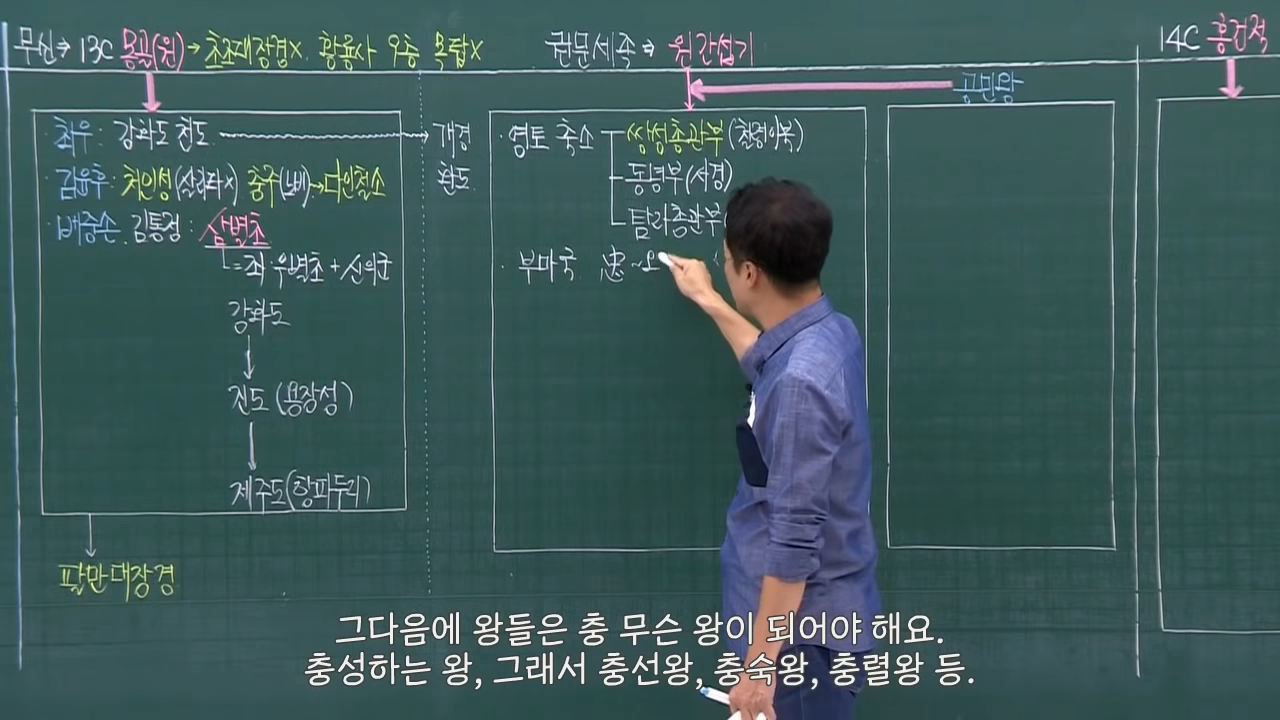 무신→ 13C 몽골(원)→초조대장경X. 황룡사 9층 목탑X
최우: 강화도 천도
개경
환도
김윤후: 처인성(살리타X) 충주(노비)→다인철소
배중손. 김통정: 삼별초
= 좌·우별초 + 신의군
강화도
진도 (용장성)
제주도(항파두리)
팔만대장경
권문세족 ⇒ 원간섭기
공민왕
· 영토 축소
쌍성총관부 (철령이북)
동녕부 (서경)
탐라총관부(
· 부마국 忠~
14C 홍건적
그다음에 왕들은 충 무슨 왕이 되어야 해요.
충성하는 왕, 그래서 충선왕, 충숙왕, 충렬왕 등.